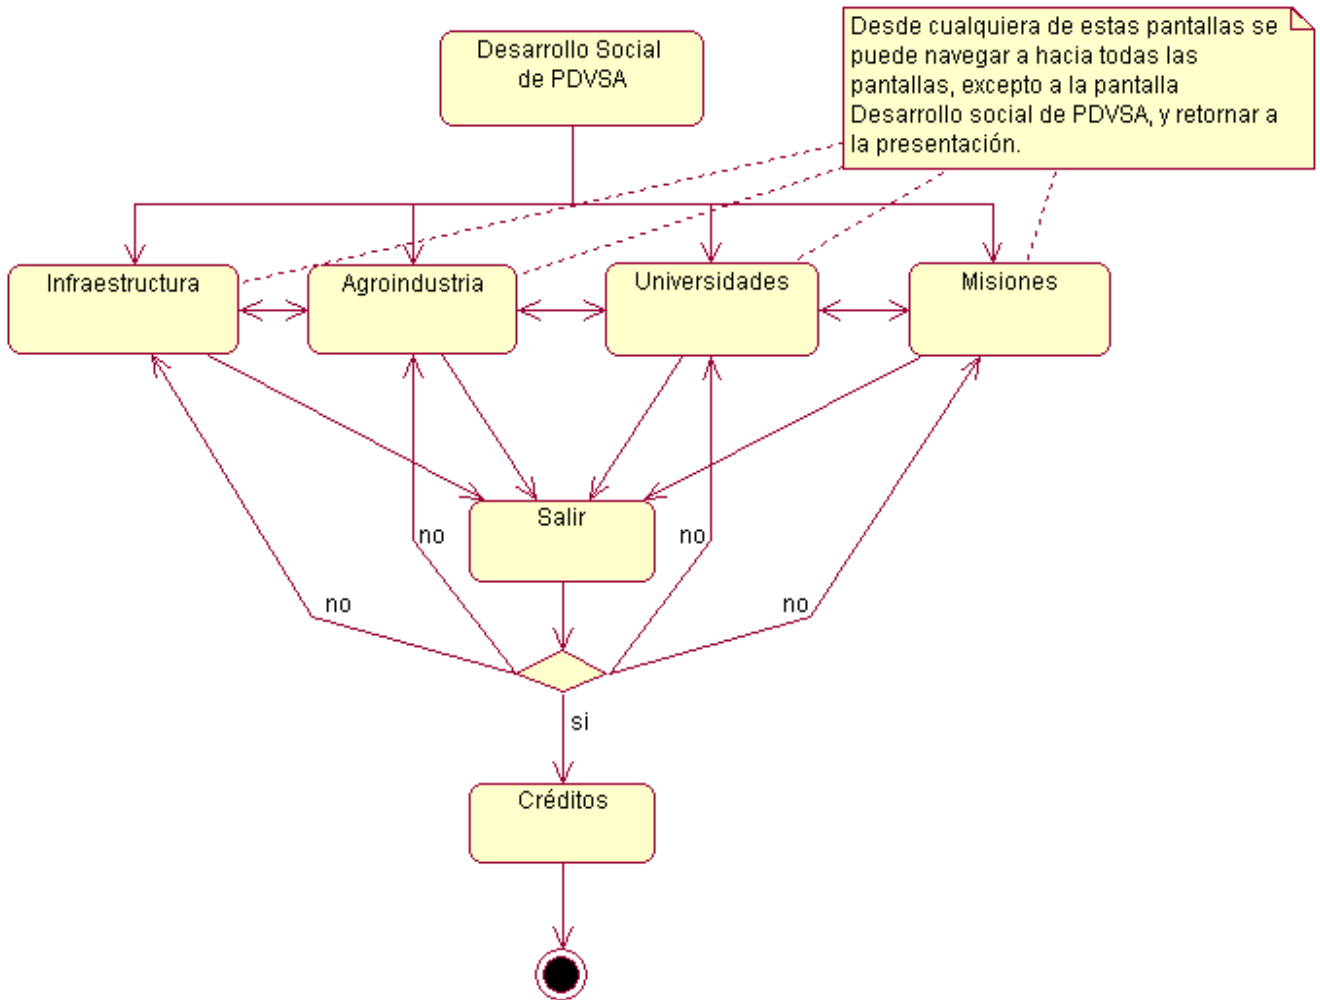 Desarrollo Social
de PDVSA
Desde cualquiera de estas pantallas se
puede navegar a hacia todas las
pantallas, excepto a la pantalla
Desarrollo social de PDVSA, y retornar a
la presentación.
Infraestructura
Agroindustria
Universidades
Misiones
Salir
no
no
no
no
si
Créditos